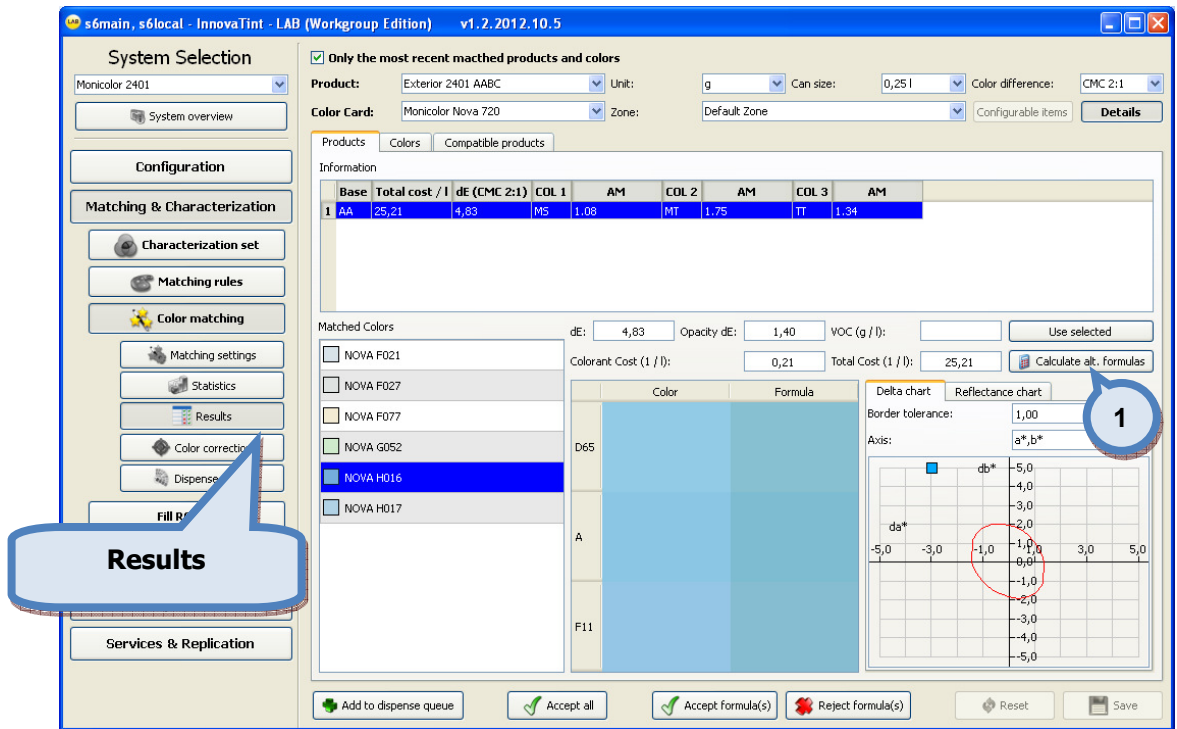 s6main, s6local - InnovaTint - LAB (Workgroup Edition) v1.2.2012.10.5
System Selection
Monicolor 2401
System overview
Configuration
Matching & Characterization
Characterization set
Matching rules
Color matching
Matching settings
Statistics
Results
Color correction
Dispense
Services & Replication
Results
Only the most recent macthed products and colors
Product: Exterior 2401 AABC Unit: g Can size: 0,25 l Color difference: CMC 2:1
Color Card: Monicolor Nova 720 Zone: Default Zone Configurable items Details
Products Colors Compatible products
Information
Base Total cost / l dE (CMC 2:1) COL 1 AM COL 2 AM COL 3 AM
1 AA 25,21 4,83 MS 1.08 MT 1.75 TT 1.34
Matched Colors
NOVA F021
NOVA F027
NOVA F077
NOVA G052
NOVA H016
NOVA H017
dE: 4,83 Opacity dE: 1,40 VOC (g / l): Use selected
Colorant Cost (1 / l): 0,21 Total Cost (1 / l): 25,21 Calculate alt. formulas
1
Color Formula
D65
A
F11
Delta chart Reflectance chart
Border tolerance: 1,00
Axis: a*,b*
db* 5,0
4,0
3,0
da* 2,0
1,0
-5,0 -3,0 -1,0 1,0 3,0 5,0
0,0
-1,0
-2,0
-3,0
-4,0
-5,0
Add to dispense queue Accept all Accept formula(s) Reject formula(s) Reset Save